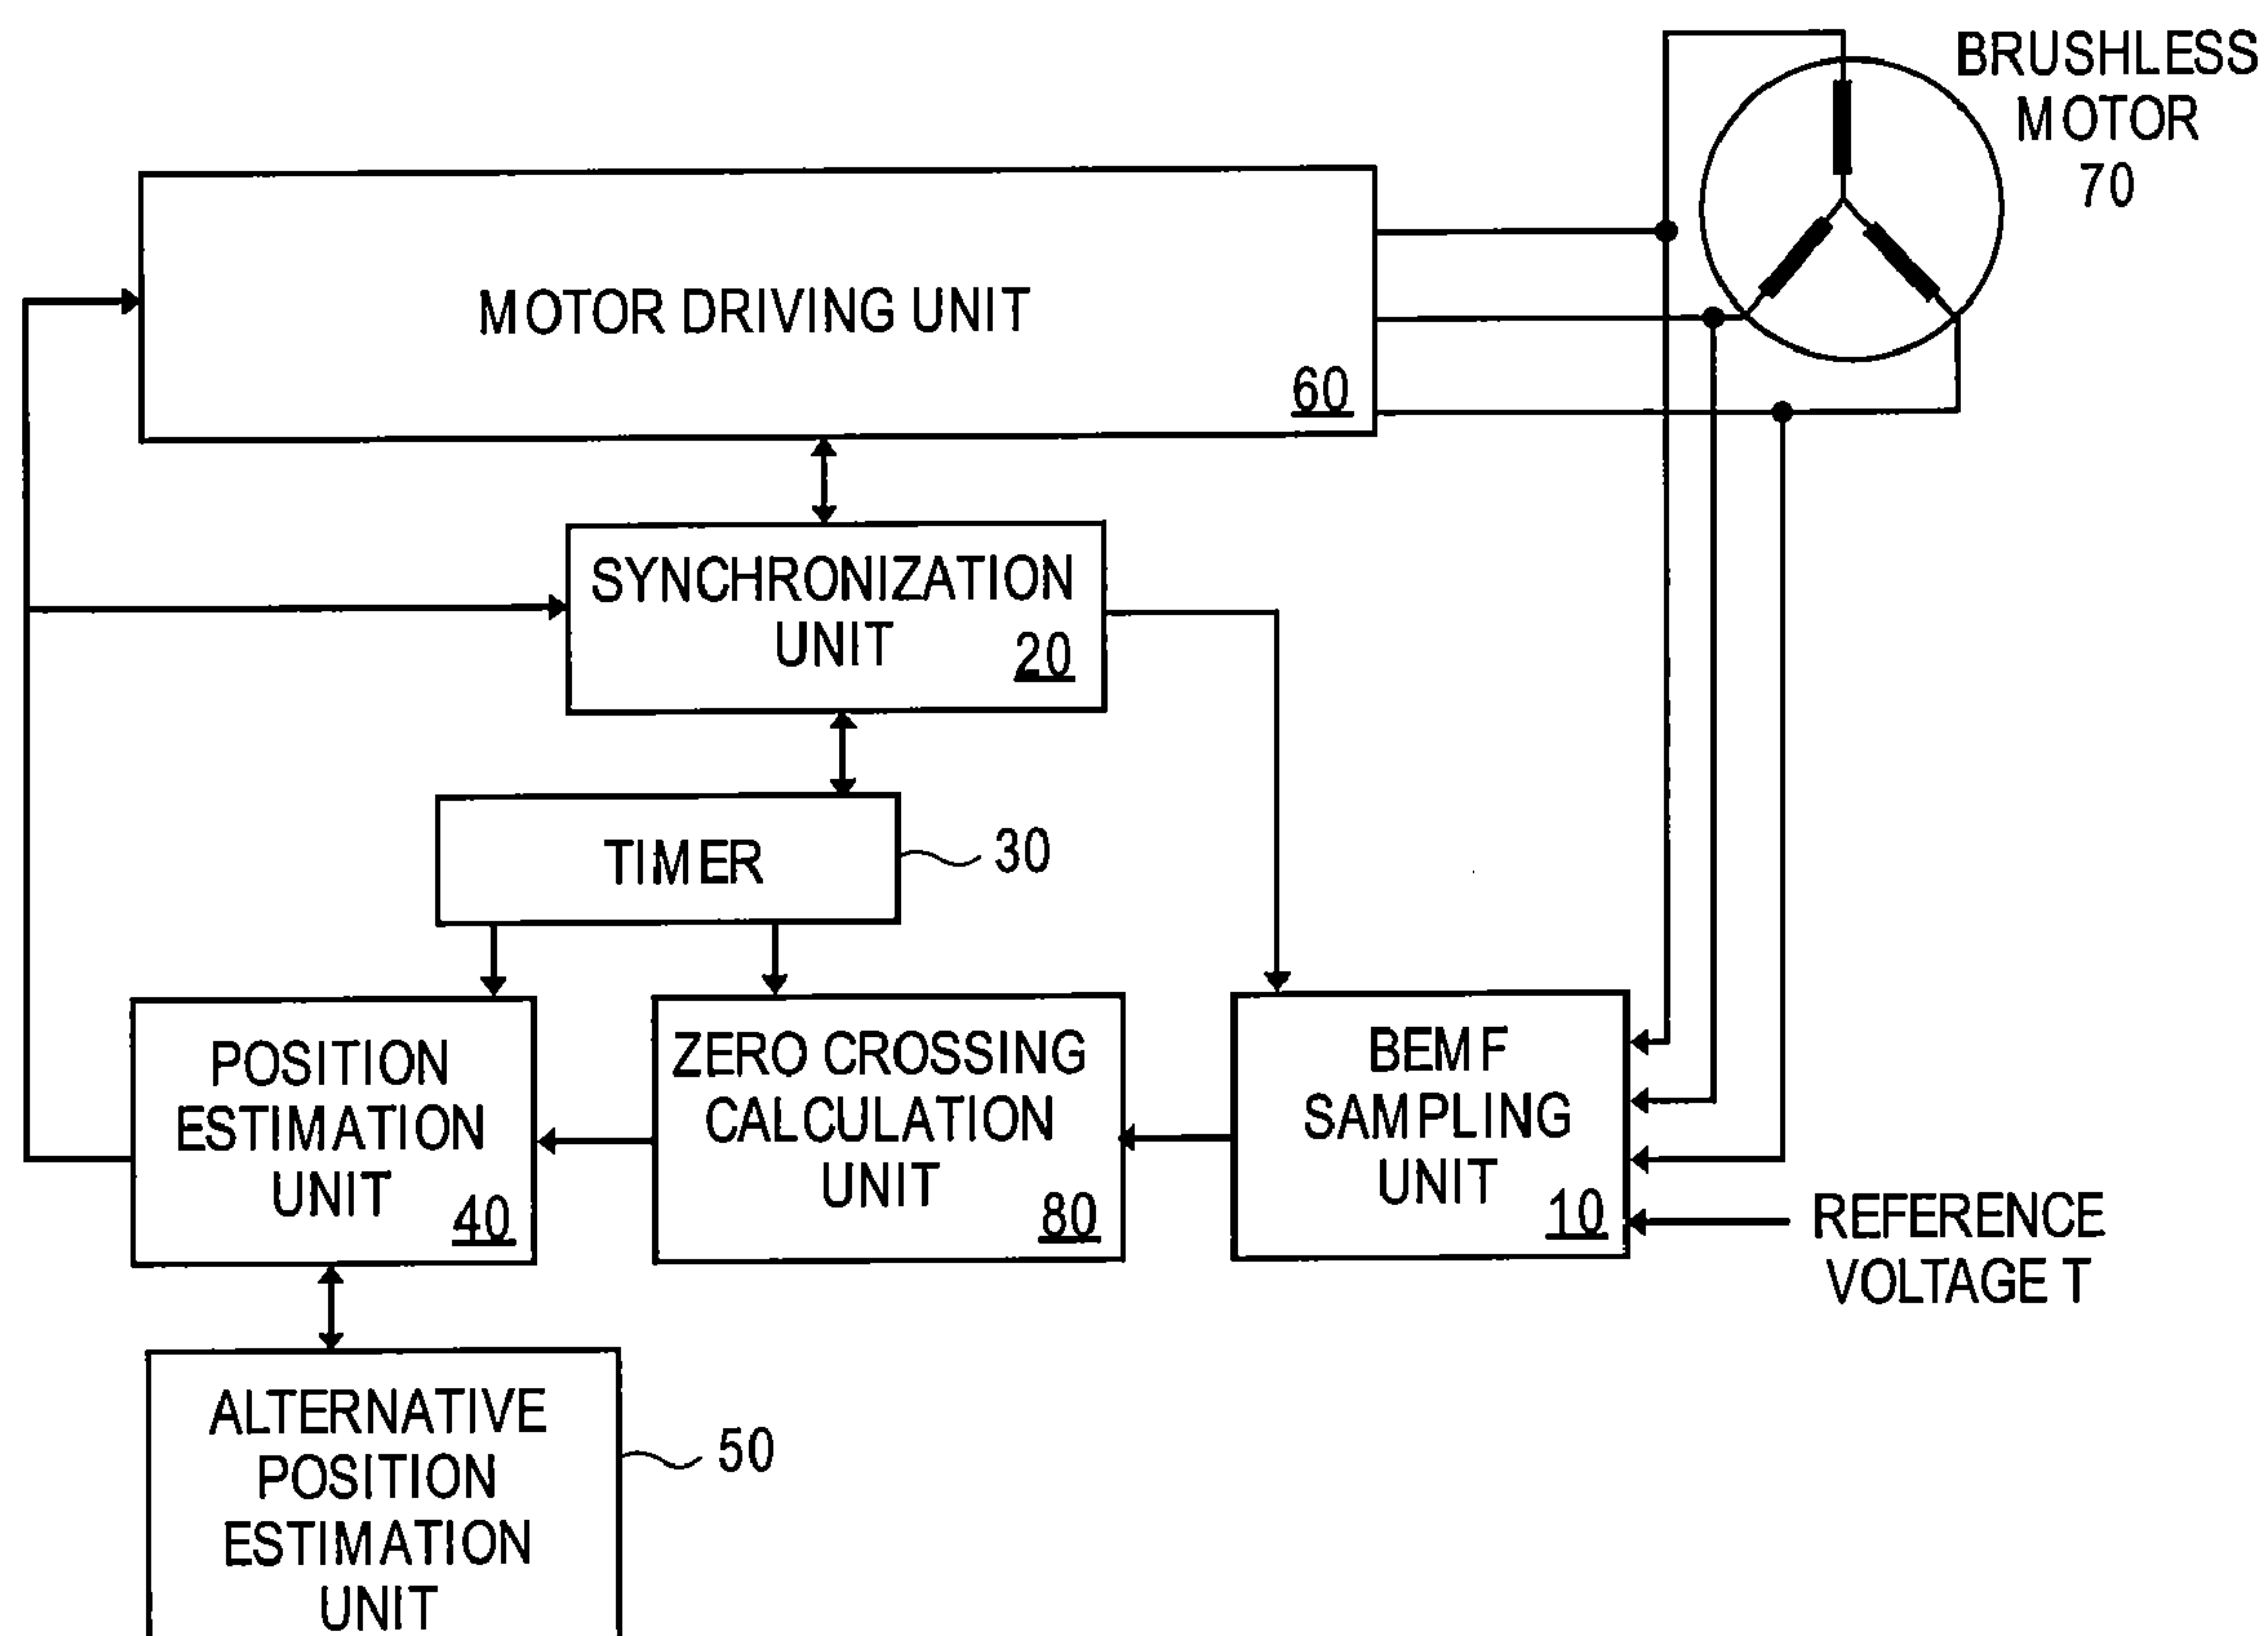 BRUSHLESS
MOTOR
70
MOTOR DRIVING UNIT
60
SYNCHRONIZATION
UNIT
20
TIMER
30
POSITION
ESTIMATION
UNIT
40
ZERO CROSSING
CALCULATION
UNIT
80
BEMF
SAMPLING
UNIT
10
REFERENCE
VOLTAGE T
ALTERNATIVE
POSITION
ESTIMATION
UNIT
50